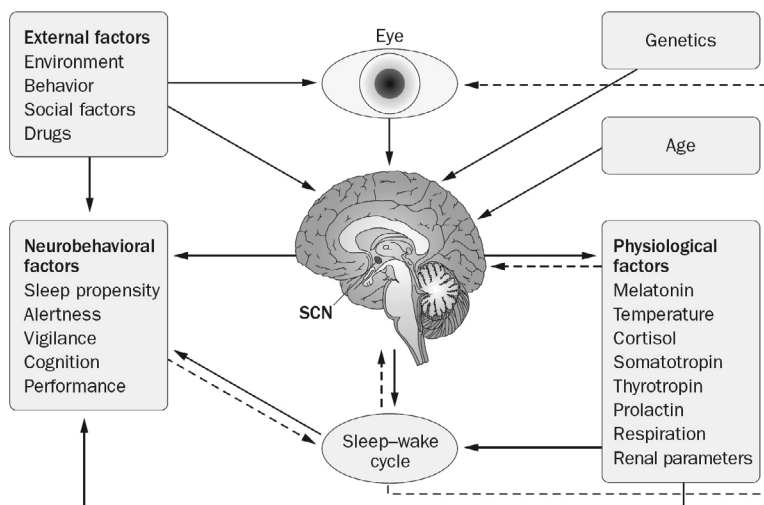 External factors
Environment
Behavior
Social factors
Drugs
Eye
Genetics
Age
Neurobehavioral
factors
Sleep propensity
Alertness
Vigilance
Cognition
Performance
SCN
Physiological
factors
Melatonin
Temperature
Cortisol
Somatotropin
Thyrotropin
Prolactin
Respiration
Renal parameters
Sleep–wake
cycle